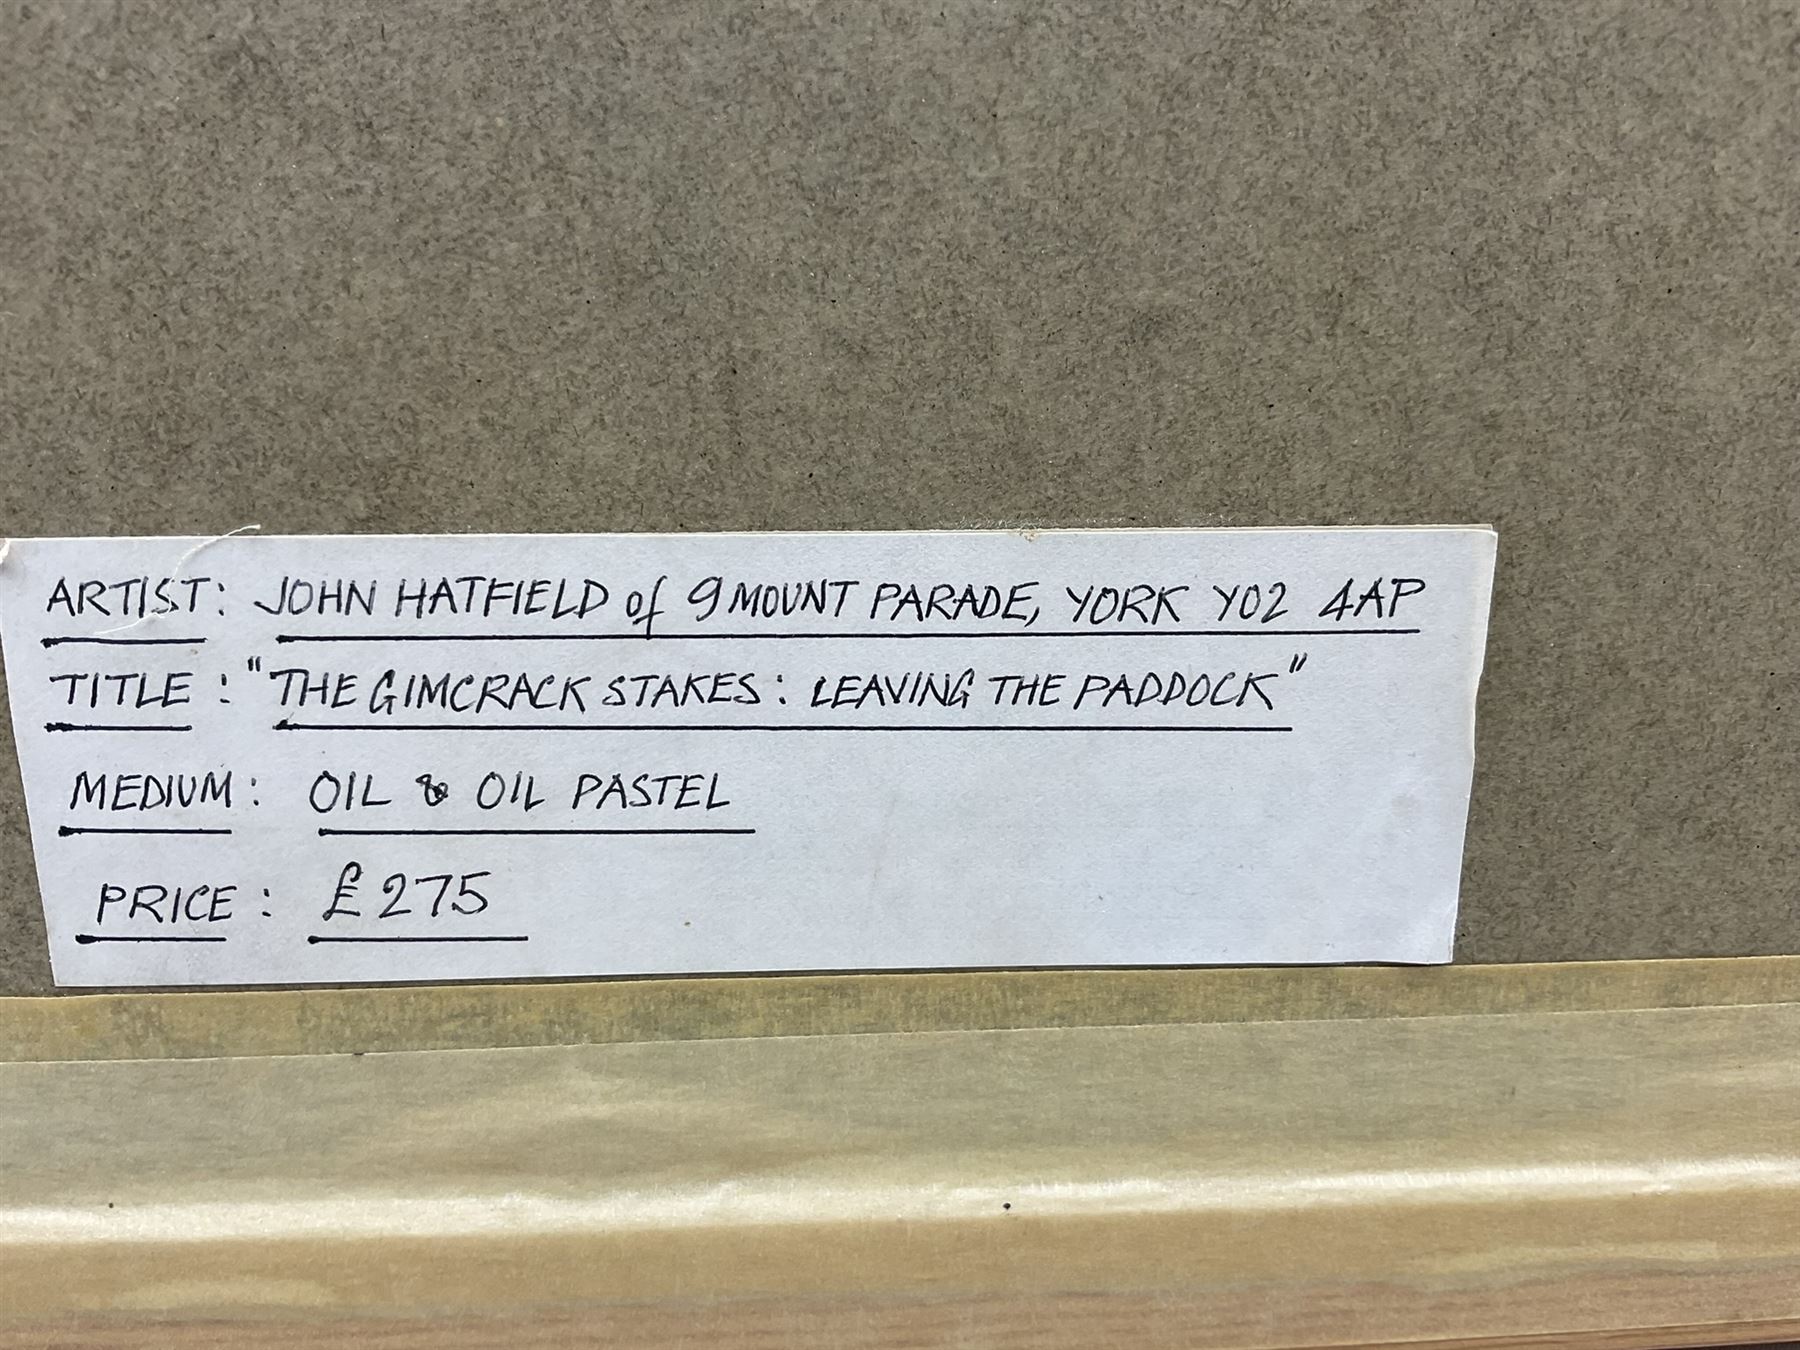 ARTIST: JOHN HATFIELD of 9 MOUNT PARADE, YORK YO2 4AP
TITLE : "THE GIMCRACK STAKES : LEAVING THE PADDOCK"
MEDIUM : OIL & OIL PASTEL
PRICE : £275